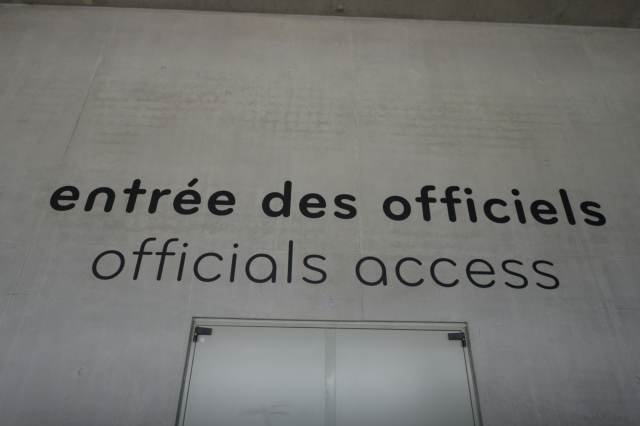 entrée des officiels
officials access